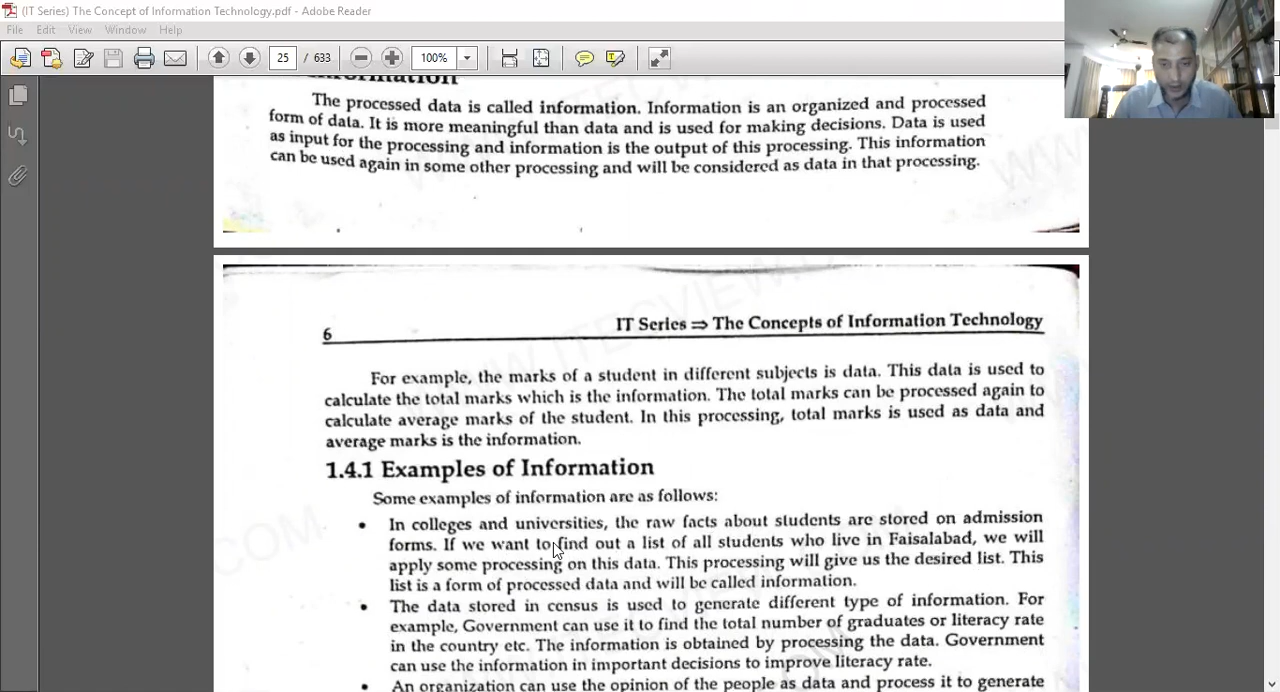 (IT Series) The Concept of Information Technology.pdf - Adobe Reader
File Edit View Window Help
25 / 633 100%
Information
The processed data is called information. Information is an organized and processed
form of data. It is more meaningful than data and is used for making decisions. Data is used
as input for the processing and information is the output of this processing. This information
can be used again in some other processing and will be considered as data in that processing.
6 IT Series ⇒ The Concepts of Information Technology
For example, the marks of a student in different subjects is data. This data is used to
calculate the total marks which is the information. The total marks can be processed again to
calculate average marks of the student. In this processing, total marks is used as data and
average marks is the information.
1.4.1 Examples of Information
Some examples of information are as follows:
• In colleges and universities, the raw facts about students are stored on admission
forms. If we want to find out a list of all students who live in Faisalabad, we will
apply some processing on this data. This processing will give us the desired list. This
list is a form of processed data and will be called information.
• The data stored in census is used to generate different type of information. For
example, Government can use it to find the total number of graduates or literacy rate
in the country etc. The information is obtained by processing the data. Government
can use the information in important decisions to improve literacy rate.
• An organization can use the opinion of the people as data and process it to generate